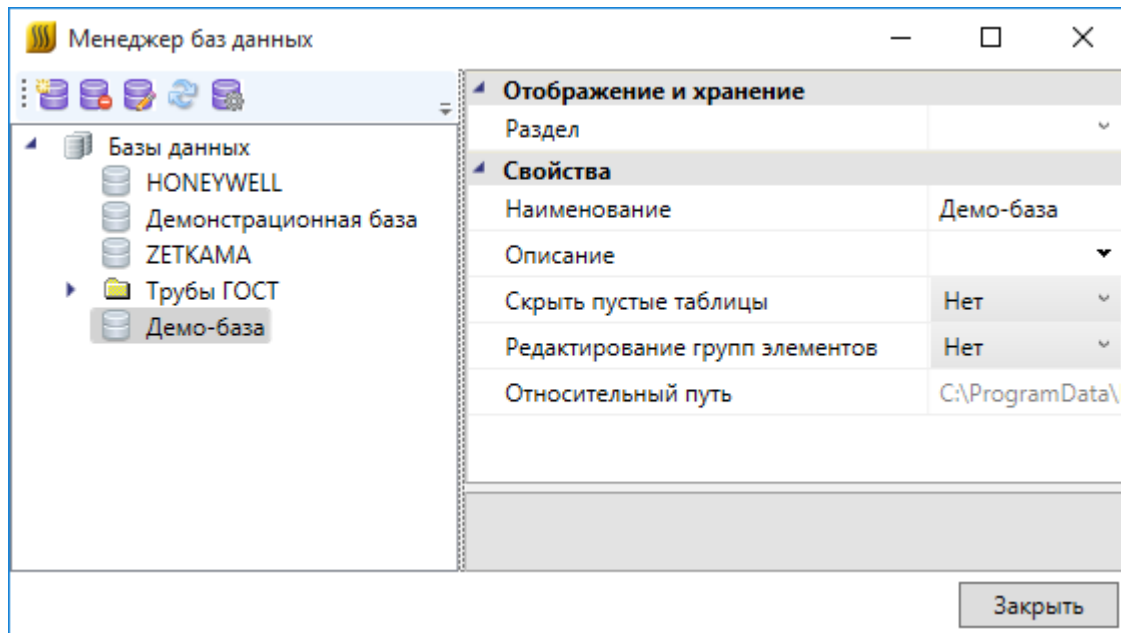 Менеджер баз данных
Базы данных
HONEYWELL
Демонстрационная база
ZETKAMA
Трубы ГОСТ
Демо-база
Отображение и хранение
Раздел
Свойства
Наименование Демо-база
Описание
Скрыть пустые таблицы Нет
Редактирование групп элементов Нет
Относительный путь C:\ProgramData\
Закрыть